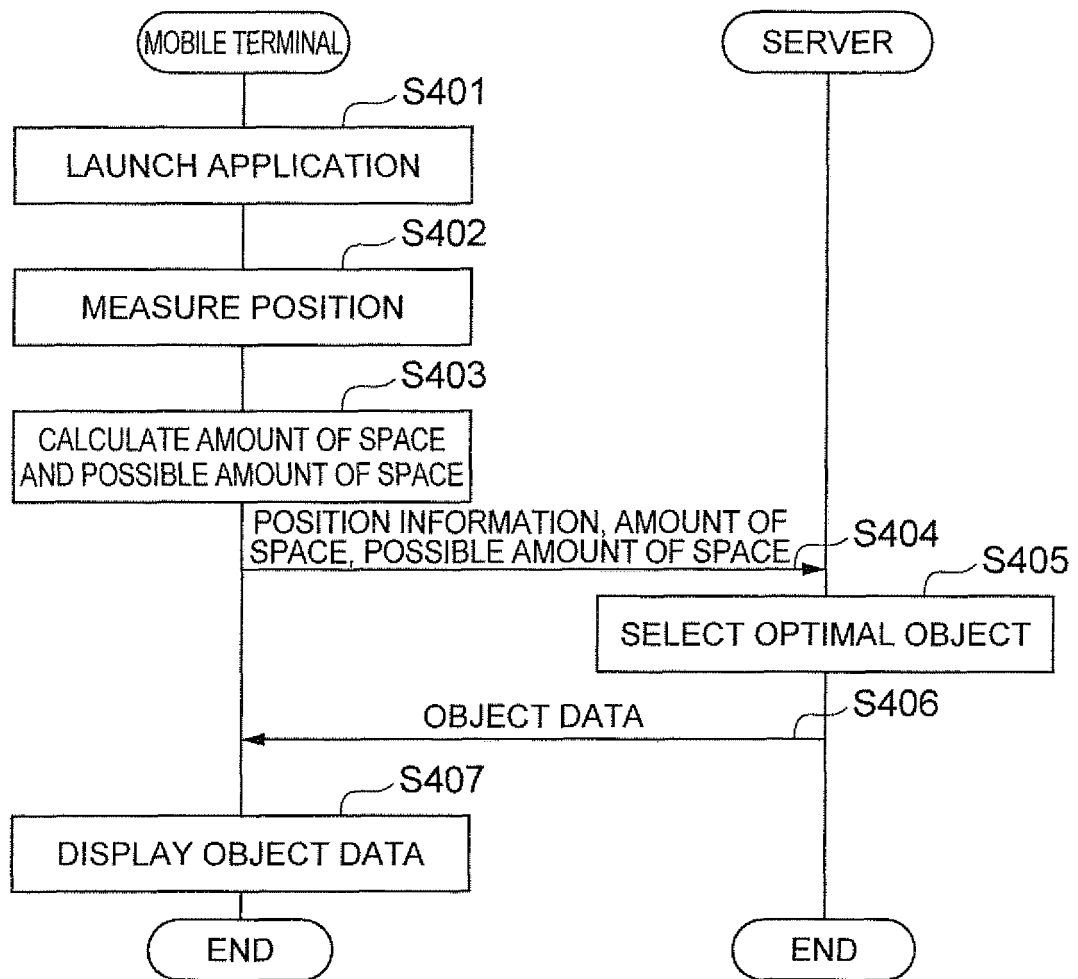 MOBILE TERMINAL
SERVER
S401
LAUNCH APPLICATION
S402
MEASURE POSITION
S403
CALCULATE AMOUNT OF SPACE
AND POSSIBLE AMOUNT OF SPACE
POSITION INFORMATION, AMOUNT OF
SPACE, POSSIBLE AMOUNT OF SPACE
S404
S405
SELECT OPTIMAL OBJECT
OBJECT DATA
S406
S407
DISPLAY OBJECT DATA
END
END